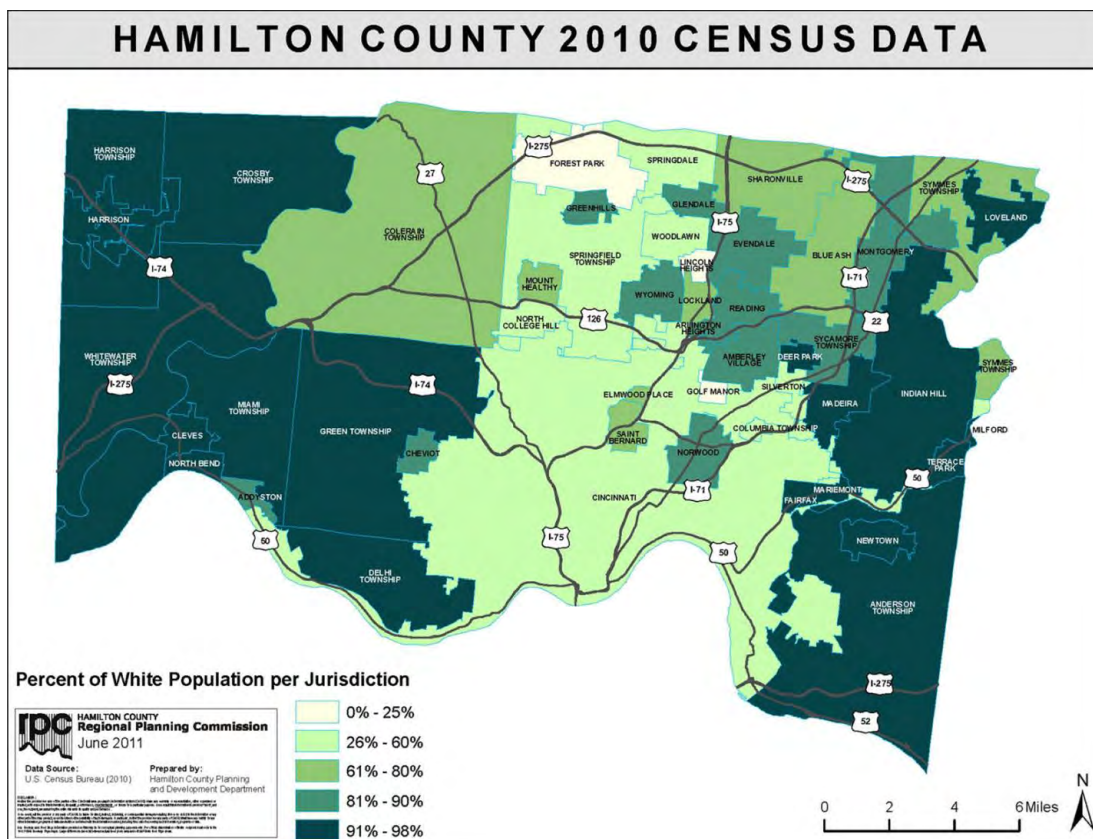 HAMILTON COUNTY 2010 CENSUS DATA
HARRISON
TOWNSHIP
CROSBY
TOWNSHIP
HARRISON
I-74
27
COLERAIN
TOWNSHIP
I-275
FOREST PARK
SPRINGDALE
GREENHILLS
GLENDALE
SHARONVILLE
I-275
SYMMES
TOWNSHIP
LOVELAND
I-75
WOODLAWN
EVENDALE
BLUE ASH
MONTGOMERY
SPRINGFIELD
TOWNSHIP
LINCOLN
HEIGHTS
I-71
MOUNT
HEALTHY
WYOMING
LOCKLAND
READING
NORTH
COLLEGE HILL
126
ARLINGTON
HEIGHTS
22
SYCAMORE
TOWNSHIP
WHITEWATER
TOWNSHIP
I-275
AMBERLEY
VILLAGE
DEER PARK
SYMMES
TOWNSHIP
MIAMI
TOWNSHIP
I-74
ELMWOOD PLACE
GOLF MANOR
SILVERTON
MADEIRA
INDIAN HILL
GREEN TOWNSHIP
CLEVES
CHEVIOT
SAINT
BERNARD
NORWOOD
COLUMBIA TOWNSHIP
MILFORD
NORTH BEND
TERRACE
PARK
50
ADDYSTON
CINCINNATI
I-71
FAIRFAX
MARIEMONT
50
I-75
50
NEWTOWN
DELHI
TOWNSHIP
ANDERSON
TOWNSHIP
I-275
52
Percent of White Population per Jurisdiction
0% - 25%
26% - 60%
61% - 80%
81% - 90%
91% - 98%
rpc
HAMILTON COUNTY
Regional Planning Commission
June 2011
Data Source:
U.S. Census Bureau (2010)
Prepared by:
Hamilton County Planning
and Development Department
N
0 2 4 6 Miles